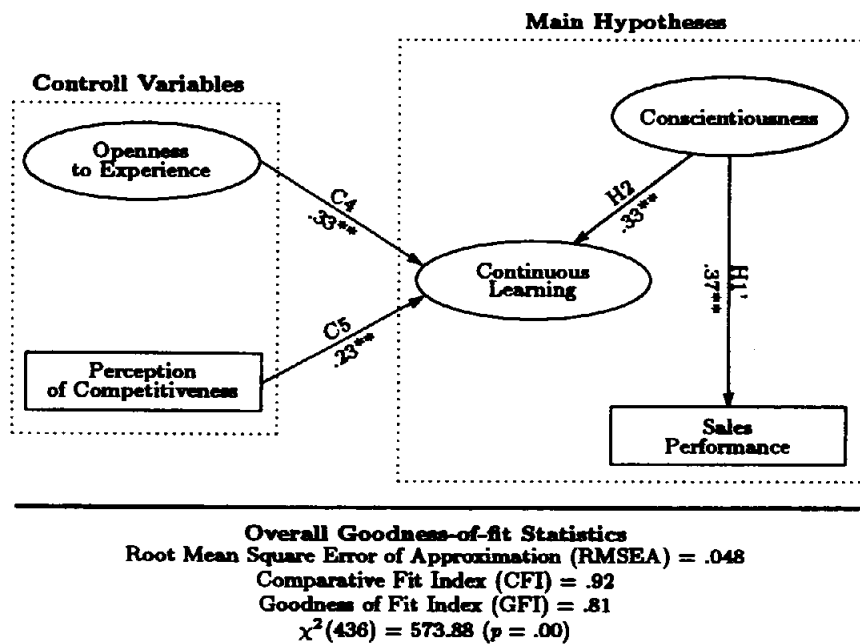 Main Hypotheses
Controll Variables
Openness
to Experience
Conscientiousness
C4
.33**
H2
.33**
H1'
.37**
Continuous
Learning
C5
.23**
Perception
of Competitiveness
Sales
Performance
Overall Goodness-of-fit Statistics
Root Mean Square Error of Approximation (RMSEA) = .048
Comparative Fit Index (CFI) = .92
Goodness of Fit Index (GFI) = .81
χ²(436) = 573.88 (p = .00)